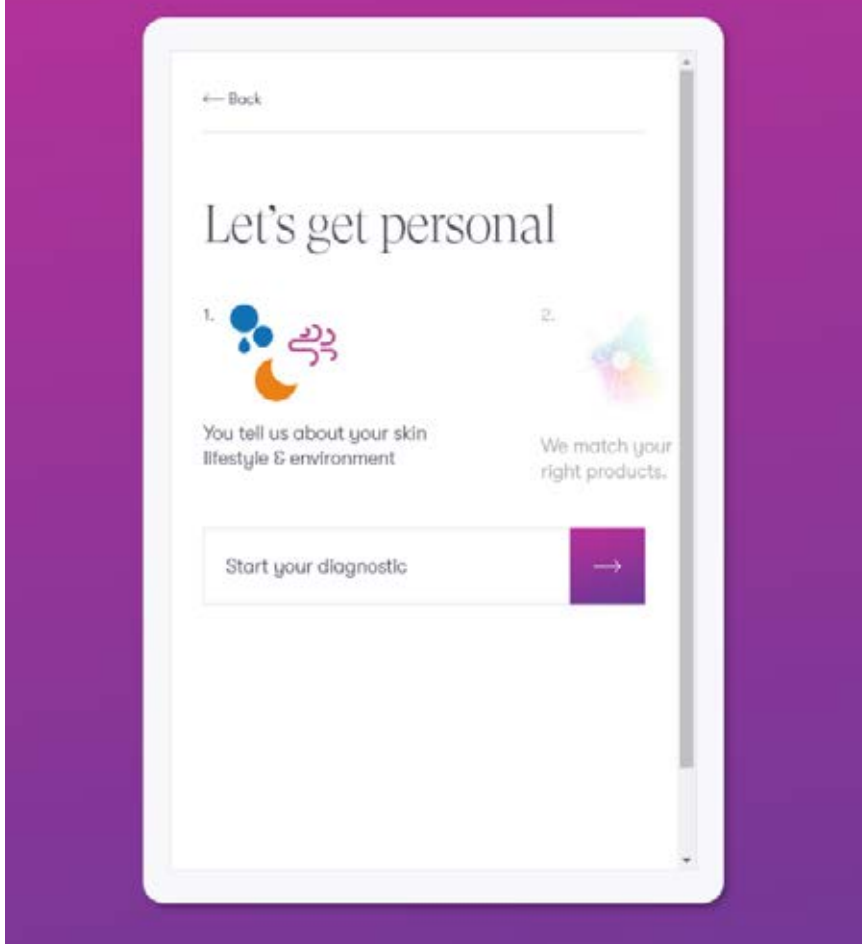 ← Back
Let's get personal
1.
You tell us about your skin
lifestyle & environment
2.
We match your
right products.
Start your diagnostic
→